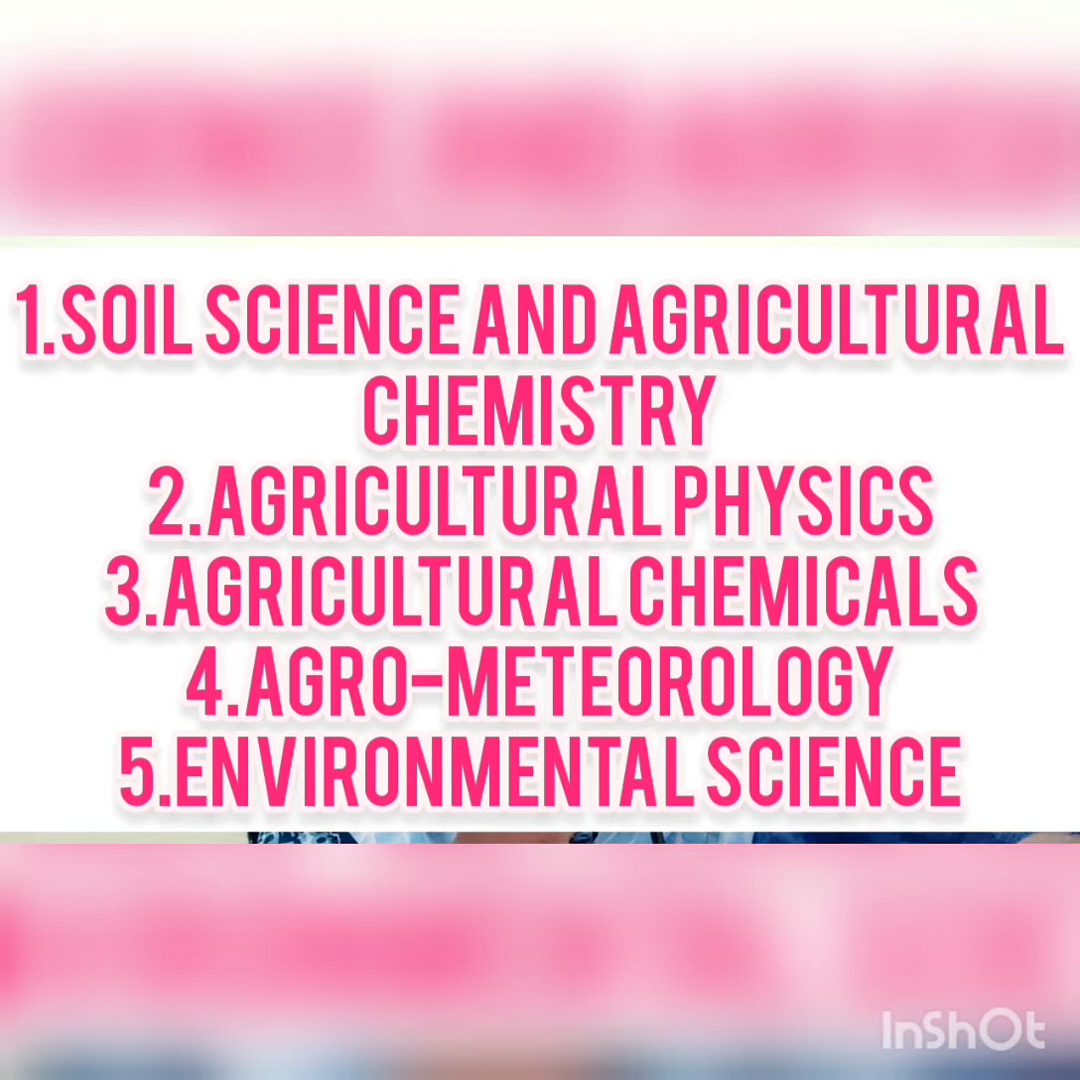 1.SOIL SCIENCE AND AGRICULTURAL
CHEMISTRY
2.AGRICULTURAL PHYSICS
3.AGRICULTURAL CHEMICALS
4.AGRO-METEOROLOGY
5.ENVIRONMENTAL SCIENCE
InShOt